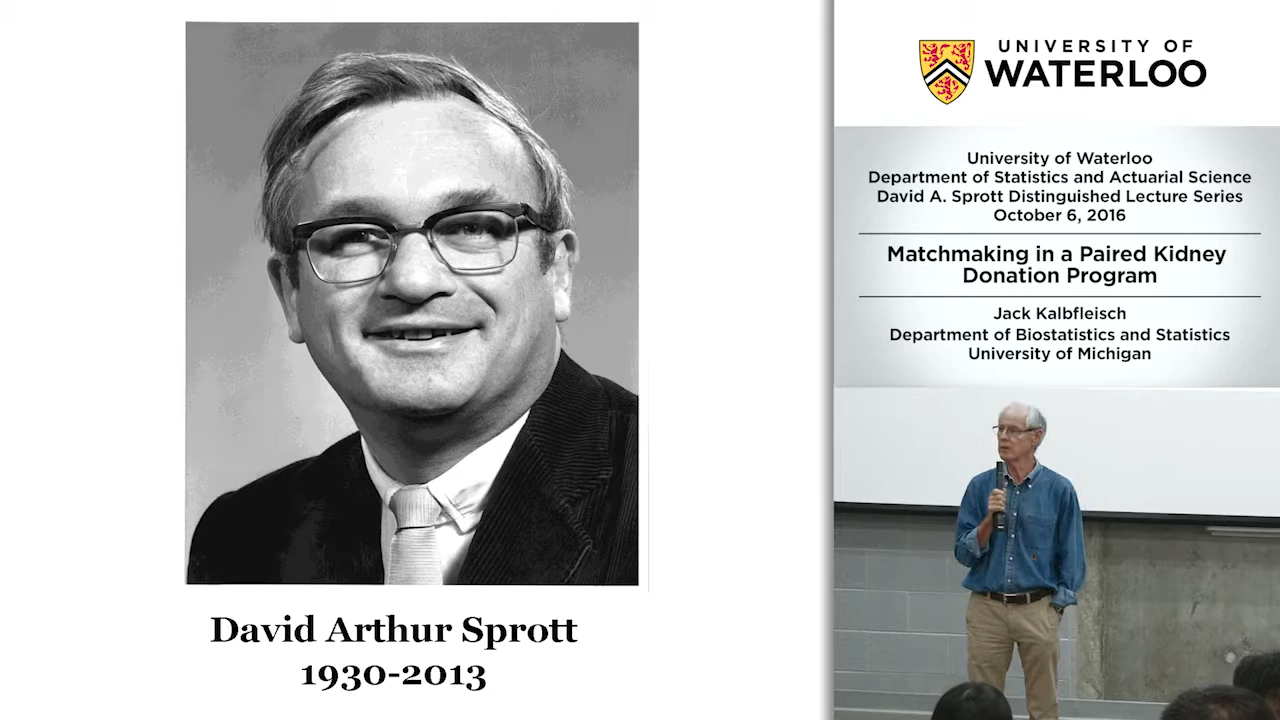 David Arthur Sprott
1930-2013
UNIVERSITY OF
WATERLOO
University of Waterloo
Department of Statistics and Actuarial Science
David A. Sprott Distinguished Lecture Series
October 6, 2016
Matchmaking in a Paired Kidney
Donation Program
Jack Kalbfleisch
Department of Biostatistics and Statistics
University of Michigan